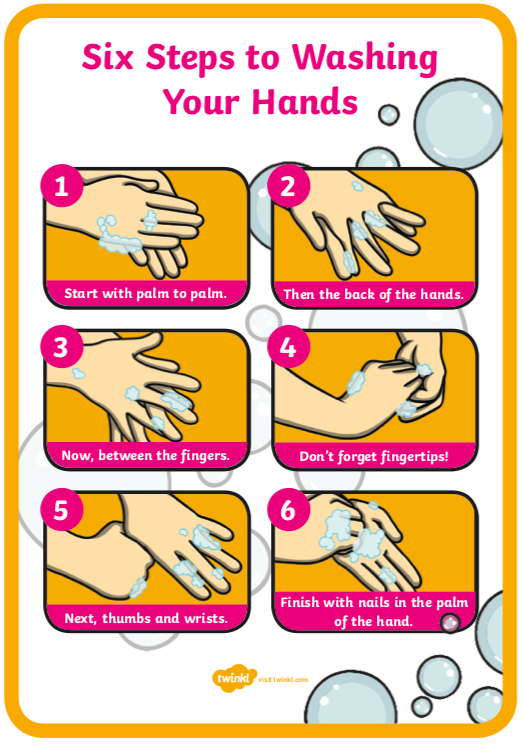 Six Steps to Washing
Your Hands
1
Start with palm to palm.
2
Then the back of the hands.
3
Now, between the fingers.
4
Don't forget fingertips!
5
Next, thumbs and wrists.
6
Finish with nails in the palm
of the hand.
twinkl visit twinkl.com